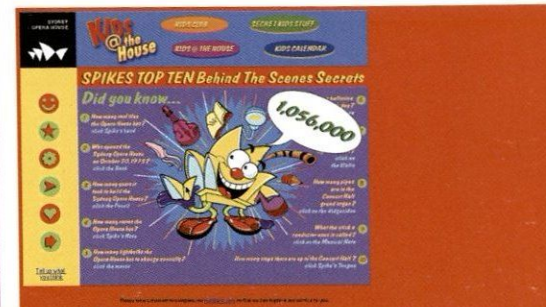 SYDNEY
OPERA HOUSE
Kids
@ the
House
KIDS CLUB
SECRET KIDS STUFF
KIDS @ THE HOUSE
KIDS CALENDAR
SPIKES TOP TEN Behind The Scenes Secrets
Did you know...
1,056,000
How many roof tiles
the Opera House has?
click Spike's hand
Who opened the
Sydney Opera House
on October 20, 1973?
click the Book
How many years it
took to build the
Sydney Opera House?
click the Pencil
How many rooms the
Opera House has?
click Spike's Nose
How many lightbulbs the
Opera House has to change annually?
click the mouse
click on
How many pipes
are in the
Concert Hall
grand organ?
click on the didgeridoo
What the stick a
conductor uses is called?
click on the Musical Note
How many steps there are up to the Concert Hall?
click Spike's Tongue
Tell us what
you think